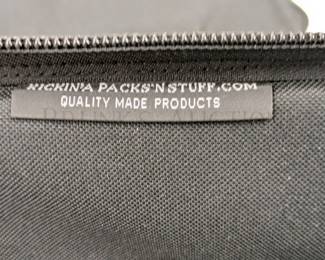 KICKIN'A PACKS'N STUFF.COM
QUALITY MADE PRODUCTS